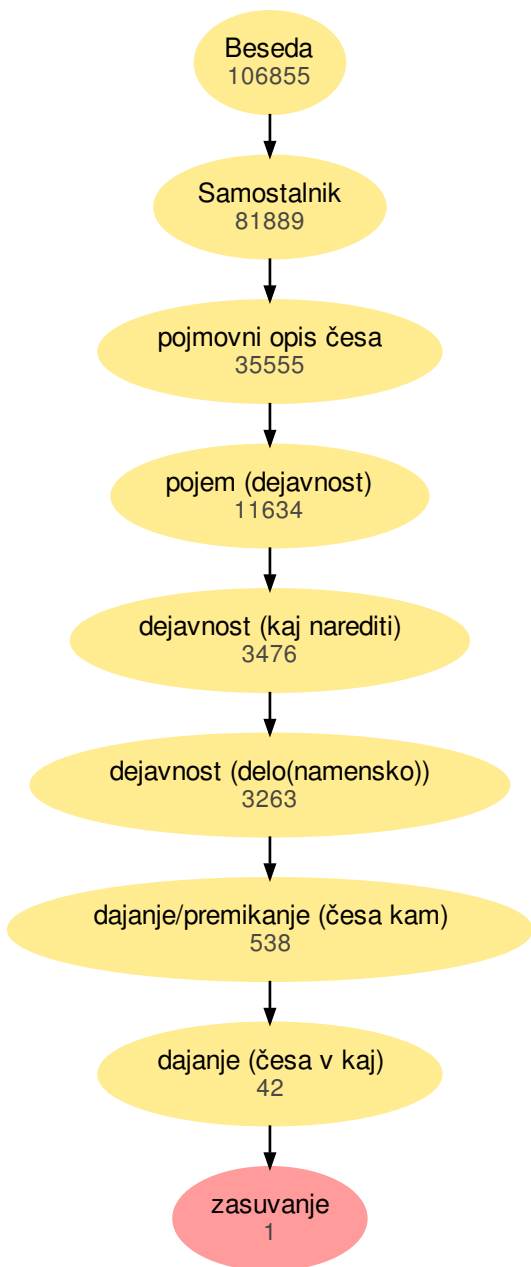 Beseda
106855
Samostalnik
81889
pojmovni opis česa
35555
pojem (dejavnost)
11634
dejavnost (kaj narediti)
3476
dejavnost (delo(namensko))
3263
dajanje/premikanje (česa kam)
538
dajanje (česa v kaj)
42
zasuvanje
1